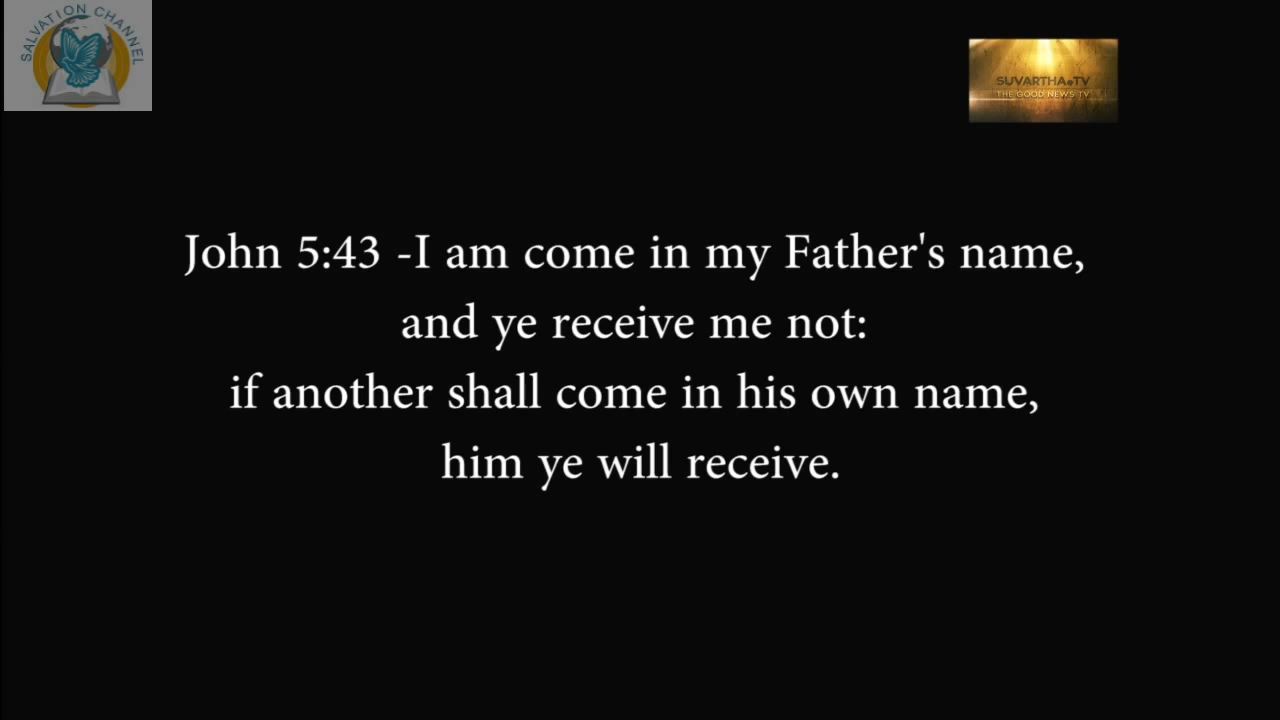 SALVATION CHANNEL
SUVARTHA TV
THE GOOD NEWS TV
John 5:43 -I am come in my Father's name,
and ye receive me not:
if another shall come in his own name,
him ye will receive.